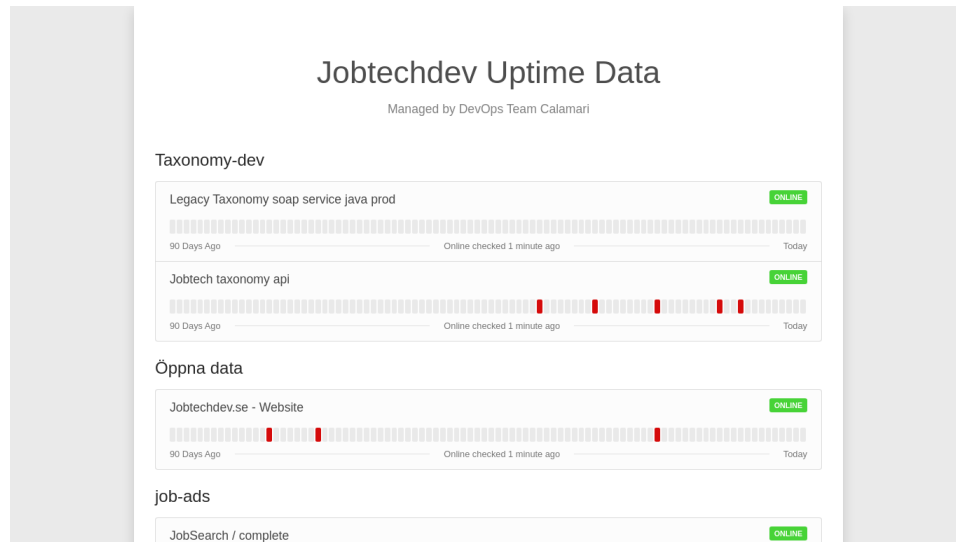 Jobtechdev Uptime Data
Managed by DevOps Team Calamari
Taxonomy-dev
Legacy Taxonomy soap service java prod
ONLINE
90 Days Ago
Online checked 1 minute ago
Today
Jobtech taxonomy api
ONLINE
90 Days Ago
Online checked 1 minute ago
Today
Öppna data
Jobtechdev.se - Website
ONLINE
90 Days Ago
Online checked 1 minute ago
Today
job-ads
JobSearch / complete
ONLINE